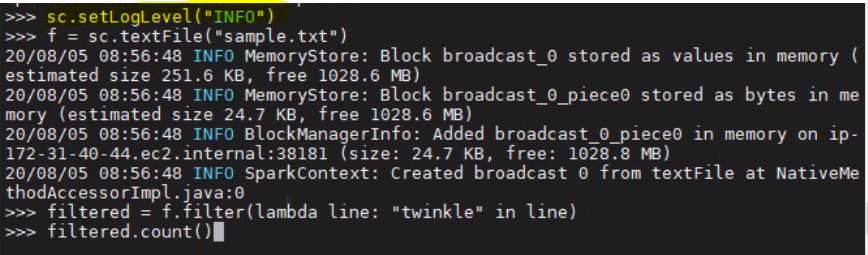 >>> sc.setLogLevel("INFO")
>>> f = sc.textFile("sample.txt")
20/08/05 08:56:48 INFO MemoryStore: Block broadcast_0 stored as values in memory (
estimated size 251.6 KB, free 1028.6 MB)
20/08/05 08:56:48 INFO MemoryStore: Block broadcast_0_piece0 stored as bytes in me
mory (estimated size 24.7 KB, free 1028.6 MB)
20/08/05 08:56:48 INFO BlockManagerInfo: Added broadcast_0_piece0 in memory on ip-
172-31-40-44.ec2.internal:38181 (size: 24.7 KB, free: 1028.8 MB)
20/08/05 08:56:48 INFO SparkContext: Created broadcast 0 from textFile at NativeMe
thodAccessorImpl.java:0
>>> filtered = f.filter(lambda line: "twinkle" in line)
>>> filtered.count()